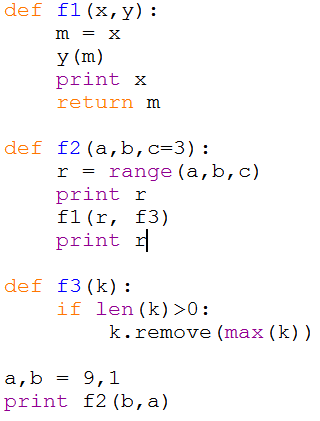 def f1(x,y):
    m = x
    y(m)
    print x
    return m
def f2(a,b,c=3):
    r = range(a,b,c)
    print r
    f1(r, f3)
    print r
def f3(k):
    if len(k)>0:
        k.remove(max(k))
a,b = 9,1
print f2(b,a)